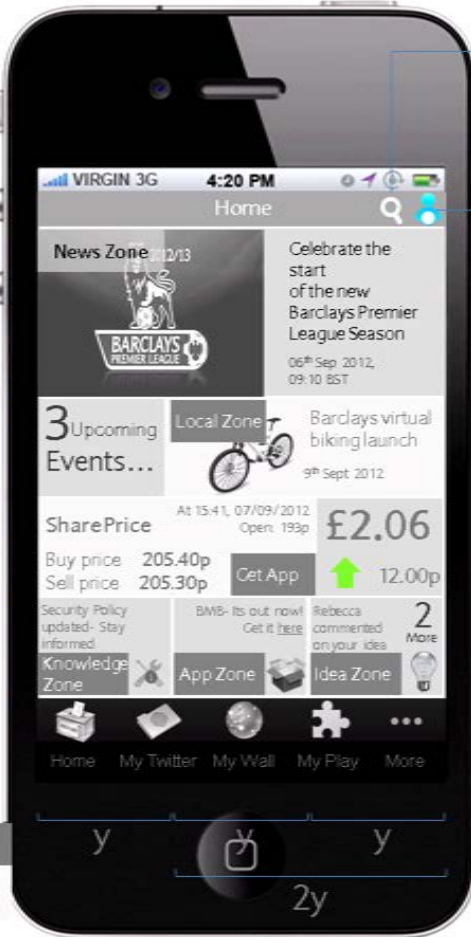 VIRGIN 3G 4:20 PM
Home
News Zone 2012/13
BARCLAYS
PREMIER LEAGUE
Celebrate the
start
of the new
Barclays Premier
League Season
06th Sep 2012,
09:10 BST
3 Upcoming
Events...
Local Zone
Barclays virtual
biking launch
9th Sept 2012
Share Price
At 15:41, 07/09/2012
Open: 193p
£2.06
Buy price 205.40p
Sell price 205.30p
Get App
12.00p
Security Policy
updated- Stay
informed
Knowledge
Zone
BMB- Its out now!
Get it here
App Zone
Rebecca
commented
on your idea
2
More
Idea Zone
Home My Twitter My Wall My Play More
y y y
2y